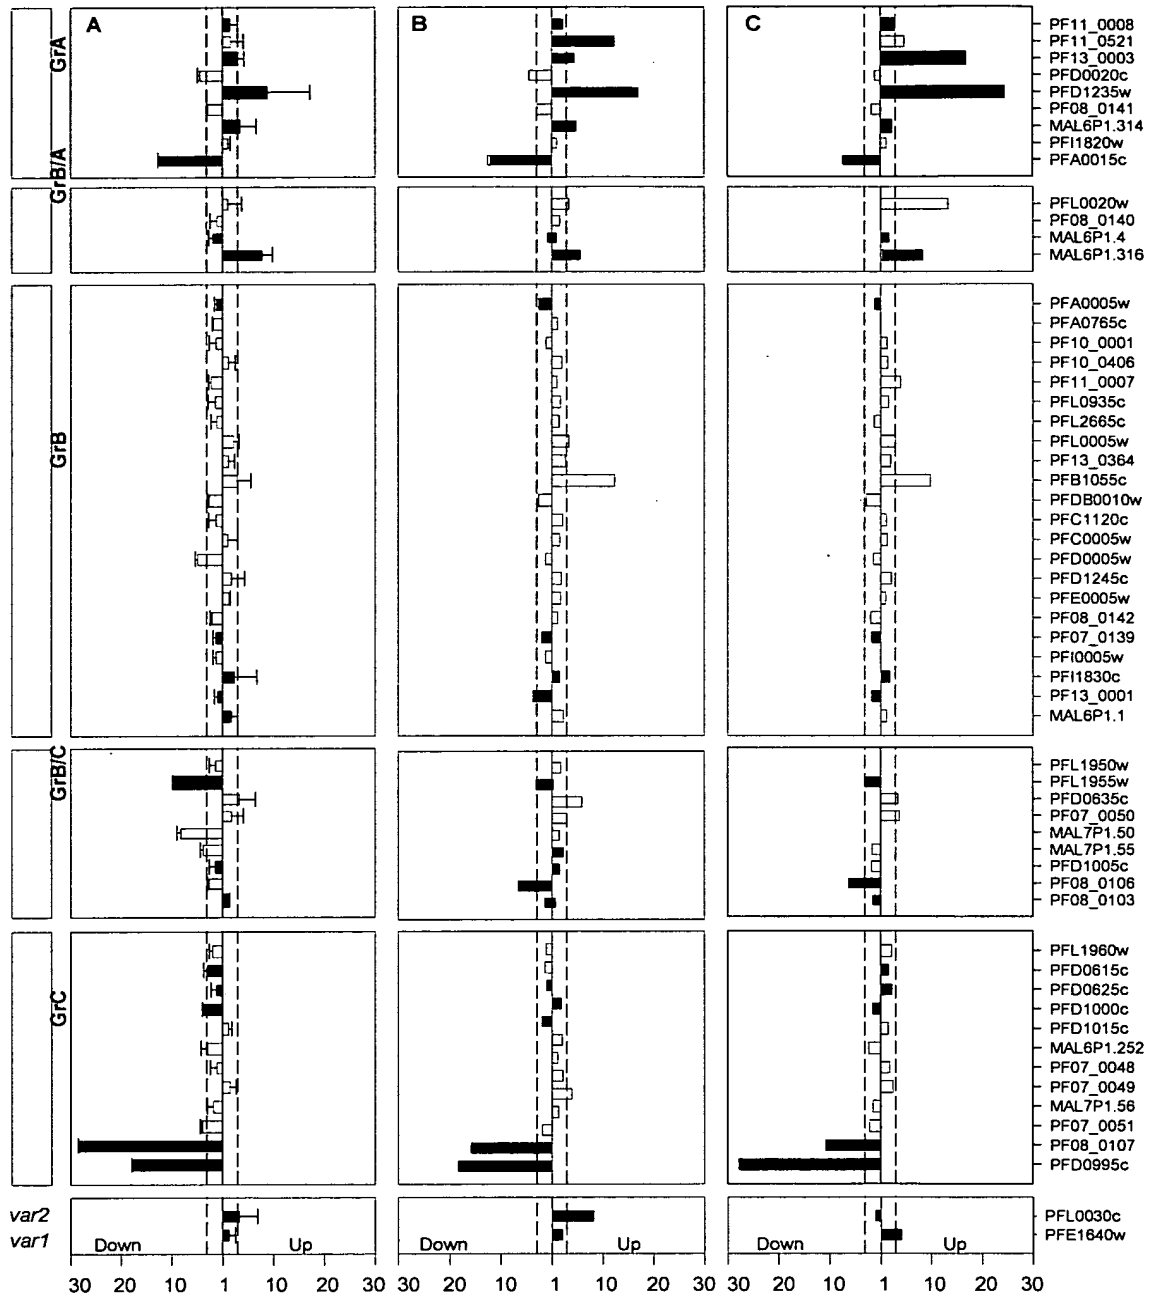 A
B
C
GrA
PF11_0008
PF11_0521
PF13_0003
PFD0020c
PFD1235w
PF08_0141
MAL6P1.314
PFI1820w
PFA0015c
GrB/A
PFL0020w
PF08_0140
MAL6P1.4
MAL6P1.316
GrB
PFA0005w
PFA0765c
PF10_0001
PF10_0406
PF11_0007
PFL0935c
PFL2665c
PFL0005w
PF13_0364
PFB1055c
PFDB0010w
PFC1120c
PFC0005w
PFD0005w
PFD1245c
PFE0005w
PF08_0142
PF07_0139
PFI0005w
PFI1830c
PF13_0001
MAL6P1.1
GrB/C
PFL1950w
PFL1955w
PFD0635c
PF07_0050
MAL7P1.50
MAL7P1.55
PFD1005c
PF08_0106
PF08_0103
GrC
PFL1960w
PFD0615c
PFD0625c
PFD1000c
PFD1015c
MAL6P1.252
PF07_0048
PF07_0049
MAL7P1.56
PF07_0051
PF08_0107
PFD0995c
var2 PFL0030c
var1 PFE1640w
Down Up Down Up Down Up
30 20 10 1 10 20 30 20 10 1 10 20 30 20 10 1 10 20 30